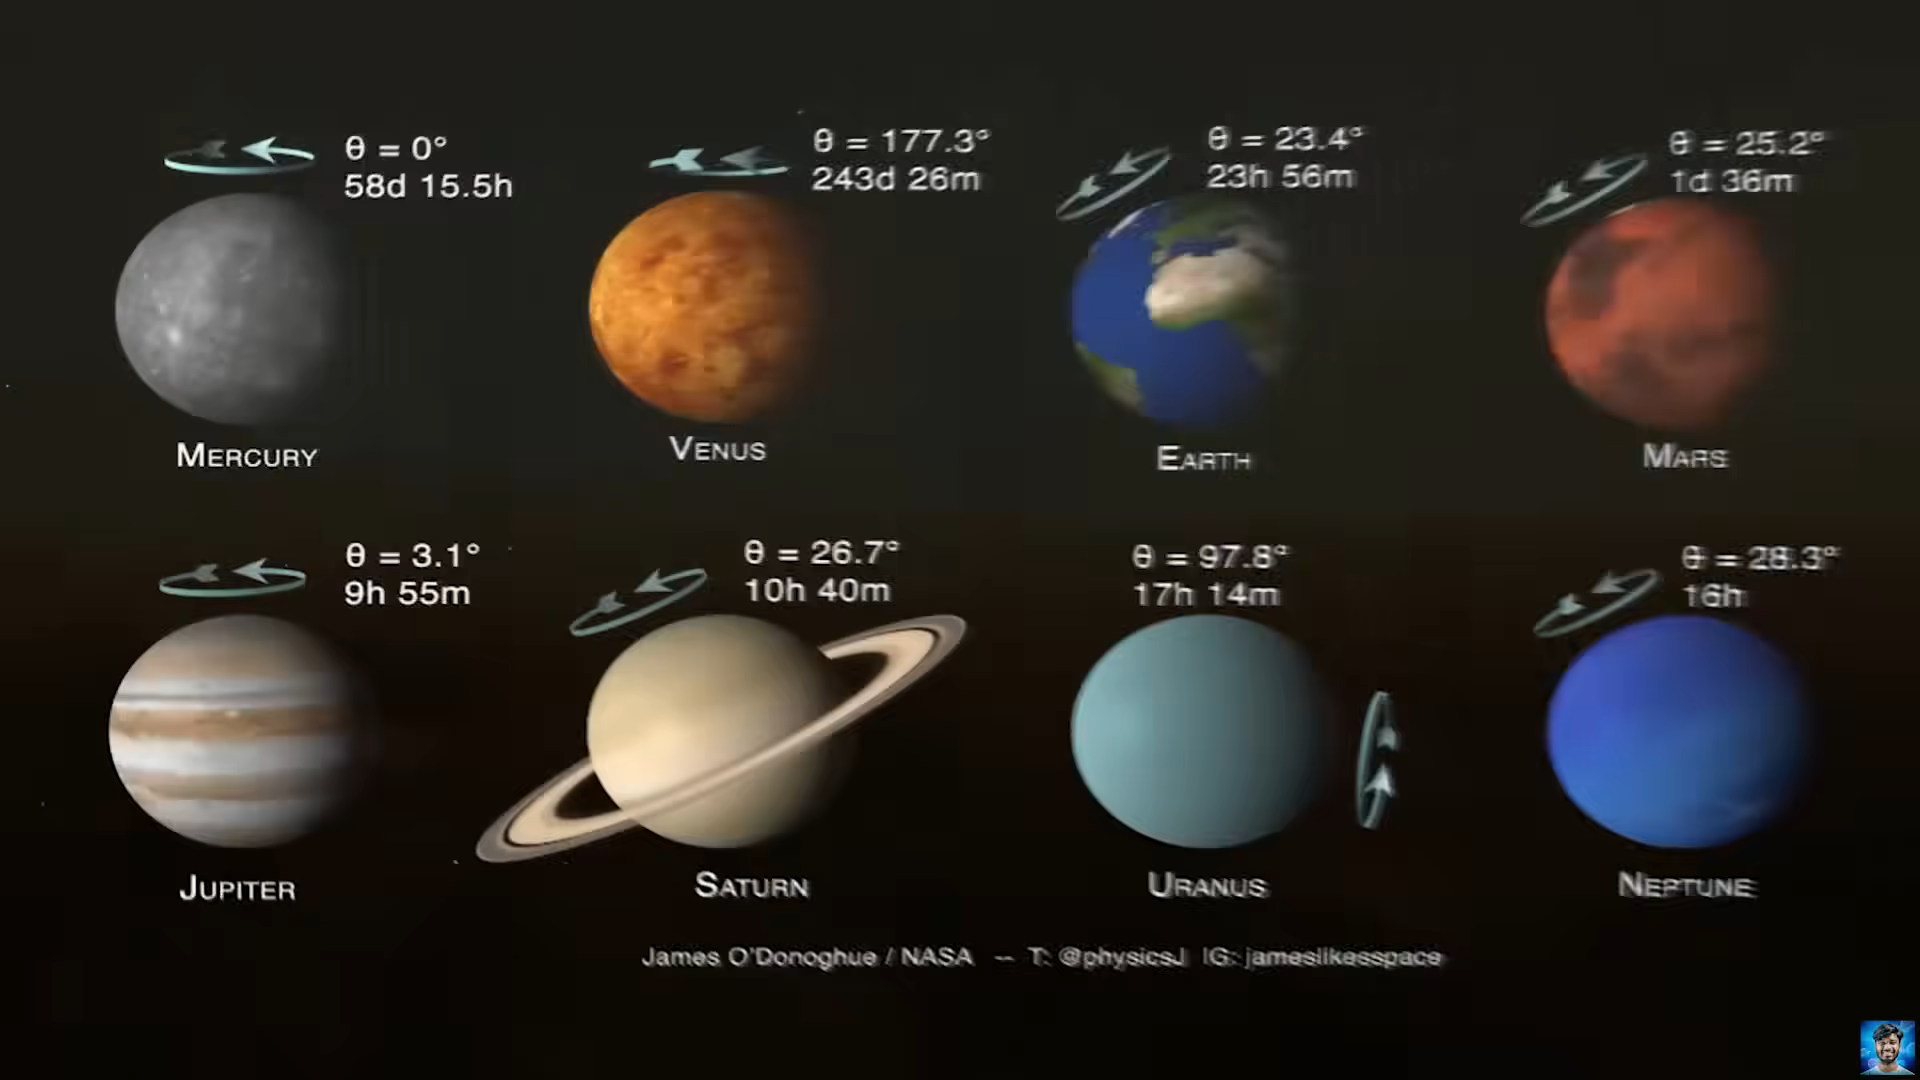 θ = 0°
58d 15.5h
MERCURY
θ = 177.3°
243d 26m
VENUS
θ = 23.4°
23h 56m
EARTH
θ = 25.2°
1d 36m
MARS
θ = 3.1°
9h 55m
JUPITER
θ = 26.7°
10h 40m
SATURN
θ = 97.8°
17h 14m
URANUS
θ = 28.3°
16h
NEPTUNE
James O'Donoghue / NASA -- T: @physicsJ IG: jameslikesspace